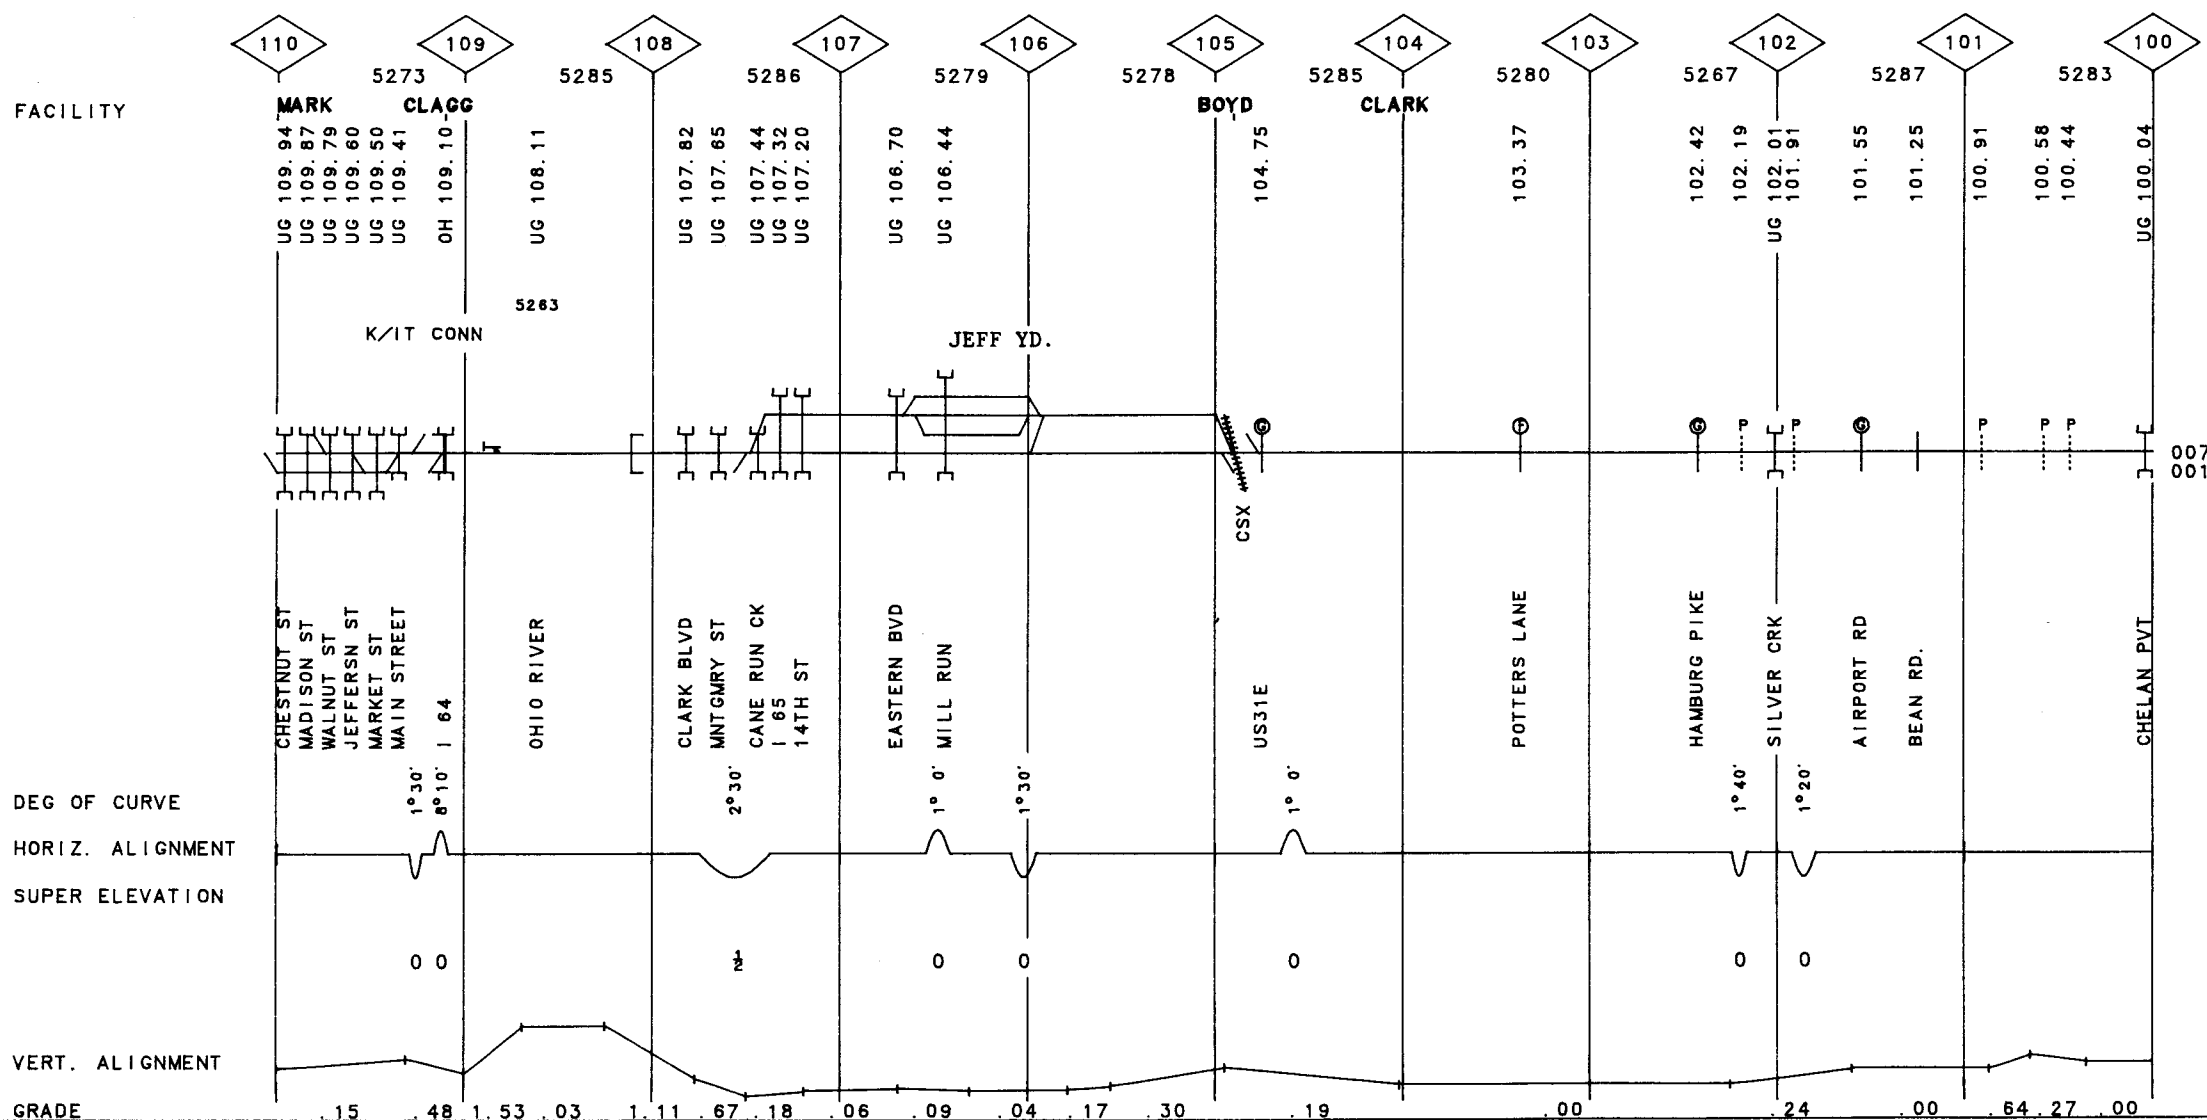 110 109 108 107 106 105 104 103 102 101 100
5273 5285 5286 5279 5278 5285 5280 5267 5287 5283
FACILITY MARK CLAGG BOYD CLARK
UG 109.94
UG 109.87
UG 109.79
UG 109.60
UG 109.50
UG 109.41
OH 109.10
UG 108.11
UG 107.82
UG 107.65
UG 107.44
UG 107.32
UG 107.20
UG 106.70
UG 106.44
104.75
103.37
102.42
102.19
UG 102.01
101.91
101.55
101.25
100.91
100.58
100.44
UG 100.04
5263
K/IT CONN
JEFF YD.
G F G P P G P P P
007
001
CSX
CHESTNUT ST
MADISON ST
WALNUT ST
JEFFERSN ST
MARKET ST
MAIN STREET
I 64
OHIO RIVER
CLARK BLVD
MNTGMRY ST
CANE RUN CK
I 65
14TH ST
EASTERN BVD
MILL RUN
US31E
POTTERS LANE
HAMBURG PIKE
SILVER CRK
AIRPORT RD
BEAN RD.
CHELAN PVT
DEG OF CURVE 1°30' 8°10' 2°30' 1° 0' 1°30' 1° 0' 1°40' 1°20'
HORIZ. ALIGNMENT
SUPER ELEVATION
0 0 ½ 0 0 0 0 0
VERT. ALIGNMENT
GRADE .15 .48 1.53 .03 1.11 .67 .18 .06 .09 .04 .17 .30 .19 .00 .24 .00 .64 .27 .00